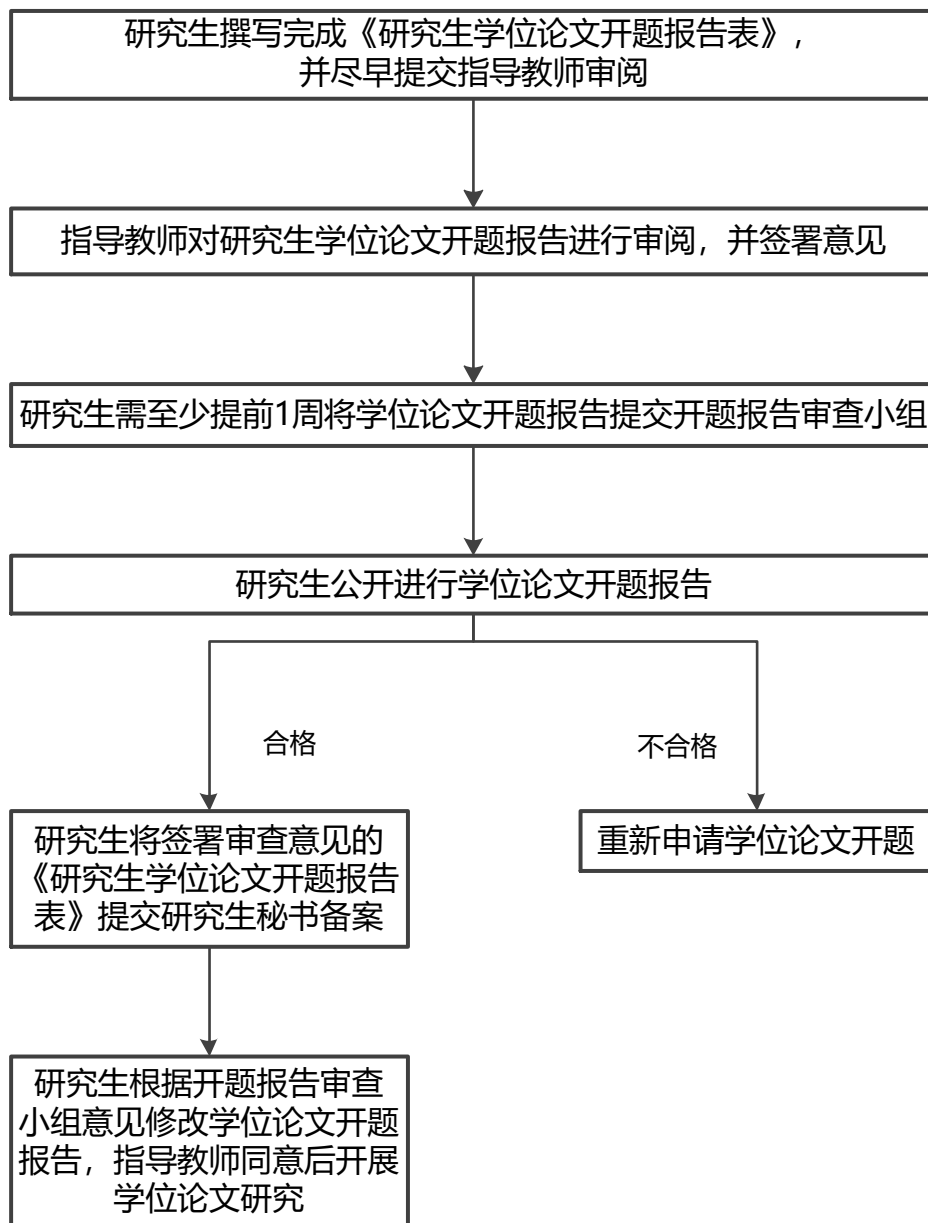 研究生撰写完成《研究生学位论文开题报告表》，
并尽早提交指导教师审阅
指导教师对研究生学位论文开题报告进行审阅，并签署意见
研究生需至少提前1周将学位论文开题报告提交开题报告审查小组
研究生公开进行学位论文开题报告
合格
不合格
研究生将签署审查意见的
《研究生学位论文开题报告
表》提交研究生秘书备案
重新申请学位论文开题
研究生根据开题报告审查
小组意见修改学位论文开题
报告，指导教师同意后开展
学位论文研究